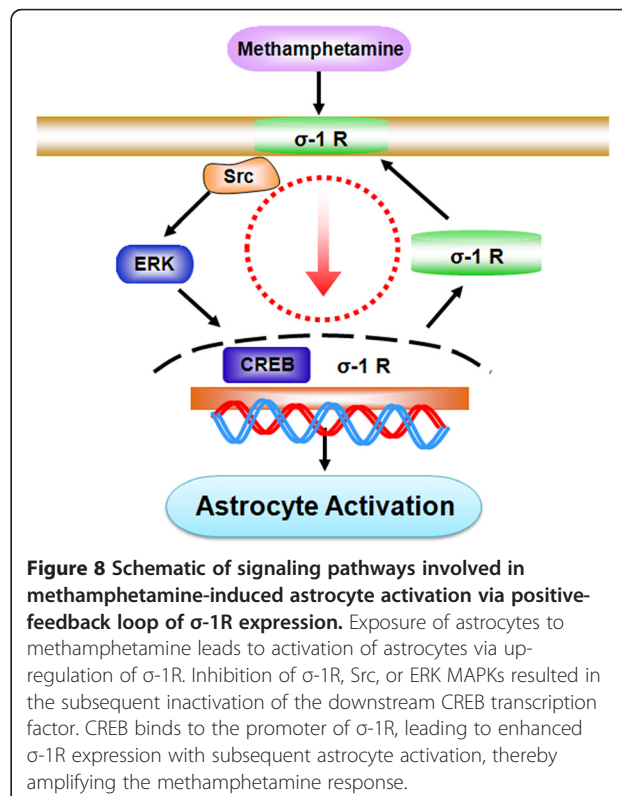 Methamphetamine
σ-1 R
Src
σ-1 R
ERK
CREB σ-1 R
Astrocyte Activation
Figure 8 Schematic of signaling pathways involved in
methamphetamine-induced astrocyte activation via positive-
feedback loop of σ-1R expression. Exposure of astrocytes to
methamphetamine leads to activation of astrocytes via up-
regulation of σ-1R. Inhibition of σ-1R, Src, or ERK MAPKs resulted in
the subsequent inactivation of the downstream CREB transcription
factor. CREB binds to the promoter of σ-1R, leading to enhanced
σ-1R expression with subsequent astrocyte activation, thereby
amplifying the methamphetamine response.